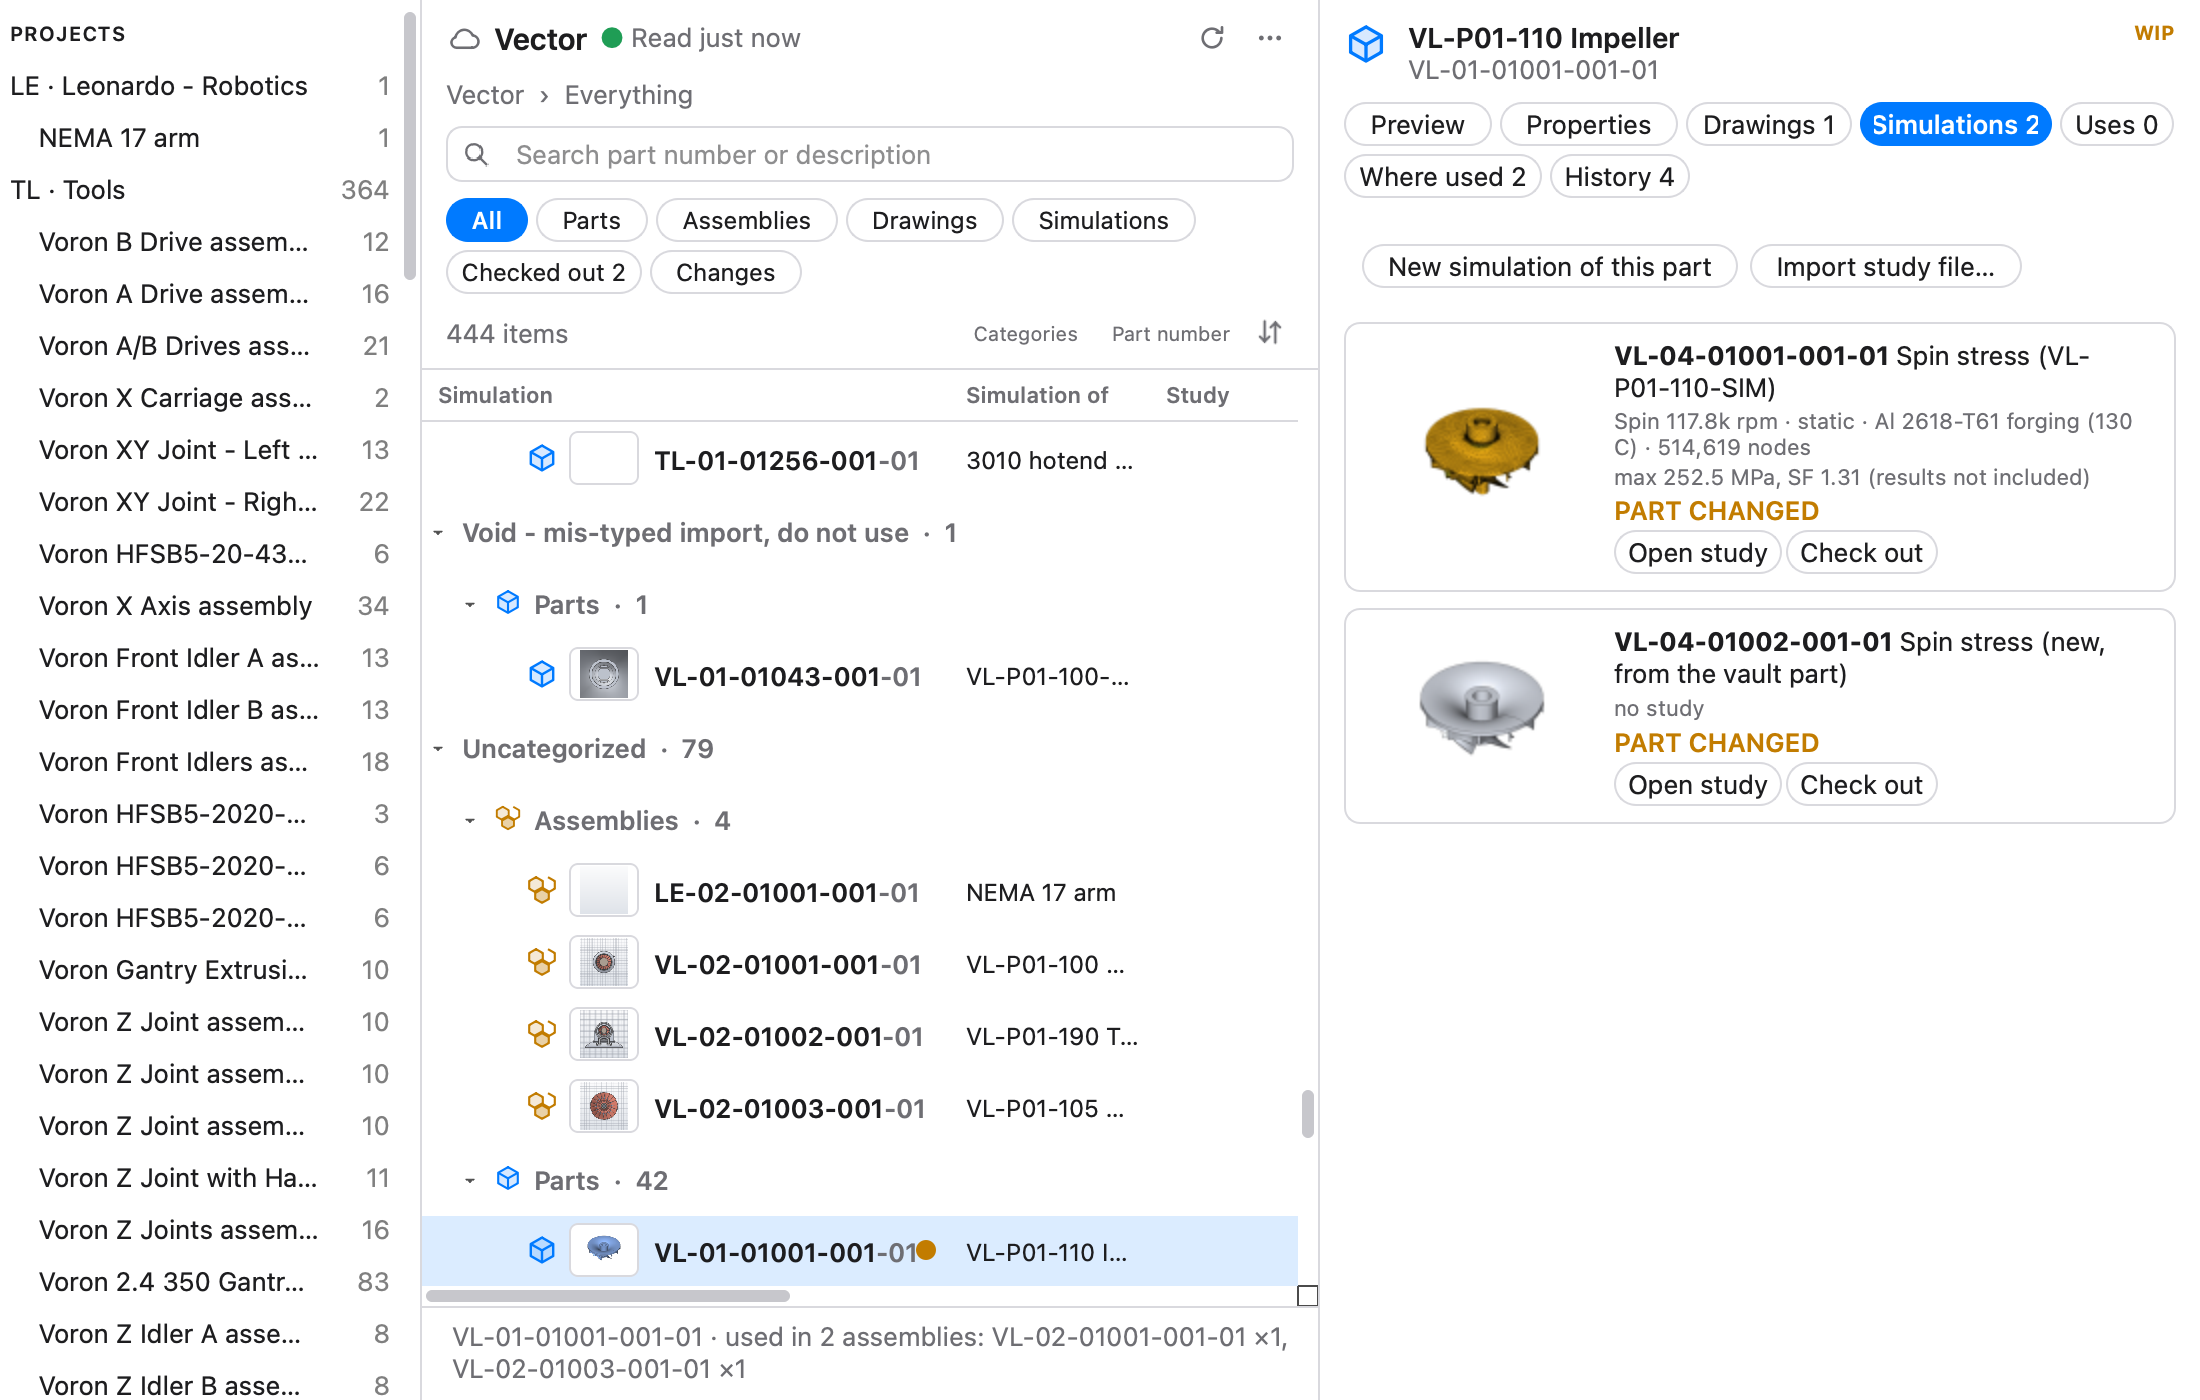 PROJECTS
LE · Leonardo - Robotics 1
NEMA 17 arm 1
TL · Tools 364
Voron B Drive assem... 12
Voron A Drive assem... 16
Voron A/B Drives ass... 21
Voron X Carriage ass... 2
Voron XY Joint - Left ... 13
Voron XY Joint - Righ... 22
Voron HFSB5-20-43... 6
Voron X Axis assembly 34
Voron Front Idler A as... 13
Voron Front Idler B as... 13
Voron Front Idlers as... 18
Voron HFSB5-2020-... 3
Voron HFSB5-2020-... 6
Voron HFSB5-2020-... 6
Voron Gantry Extrusi... 10
Voron Z Joint assem... 10
Voron Z Joint assem... 10
Voron Z Joint assem... 10
Voron Z Joint with Ha... 11
Voron Z Joints assem... 16
Voron 2.4 350 Gantr... 83
Voron Z Idler A asse... 8
Voron Z Idler B asse... 8
Vector Read just now
Vector › Everything
Search part number or description
All Parts Assemblies Drawings Simulations
Checked out 2 Changes
444 items Categories Part number
Simulation Simulation of Study
TL-01-01256-001-01 3010 hotend ...
Void - mis-typed import, do not use · 1
Parts · 1
VL-01-01043-001-01 VL-P01-100-...
Uncategorized · 79
Assemblies · 4
LE-02-01001-001-01 NEMA 17 arm
VL-02-01001-001-01 VL-P01-100 ...
VL-02-01002-001-01 VL-P01-190 T...
VL-02-01003-001-01 VL-P01-105 ...
Parts · 42
VL-01-01001-001-01 VL-P01-110 I...
VL-01-01001-001-01 · used in 2 assemblies: VL-02-01001-001-01 ×1,
VL-02-01003-001-01 ×1
VL-P01-110 Impeller WIP
VL-01-01001-001-01
Preview Properties Drawings 1 Simulations 2 Uses 0
Where used 2 History 4
New simulation of this part Import study file...
VL-04-01001-001-01 Spin stress (VL-
P01-110-SIM)
Spin 117.8k rpm · static · Al 2618-T61 forging (130
C) · 514,619 nodes
max 252.5 MPa, SF 1.31 (results not included)
PART CHANGED
Open study Check out
VL-04-01002-001-01 Spin stress (new,
from the vault part)
no study
PART CHANGED
Open study Check out